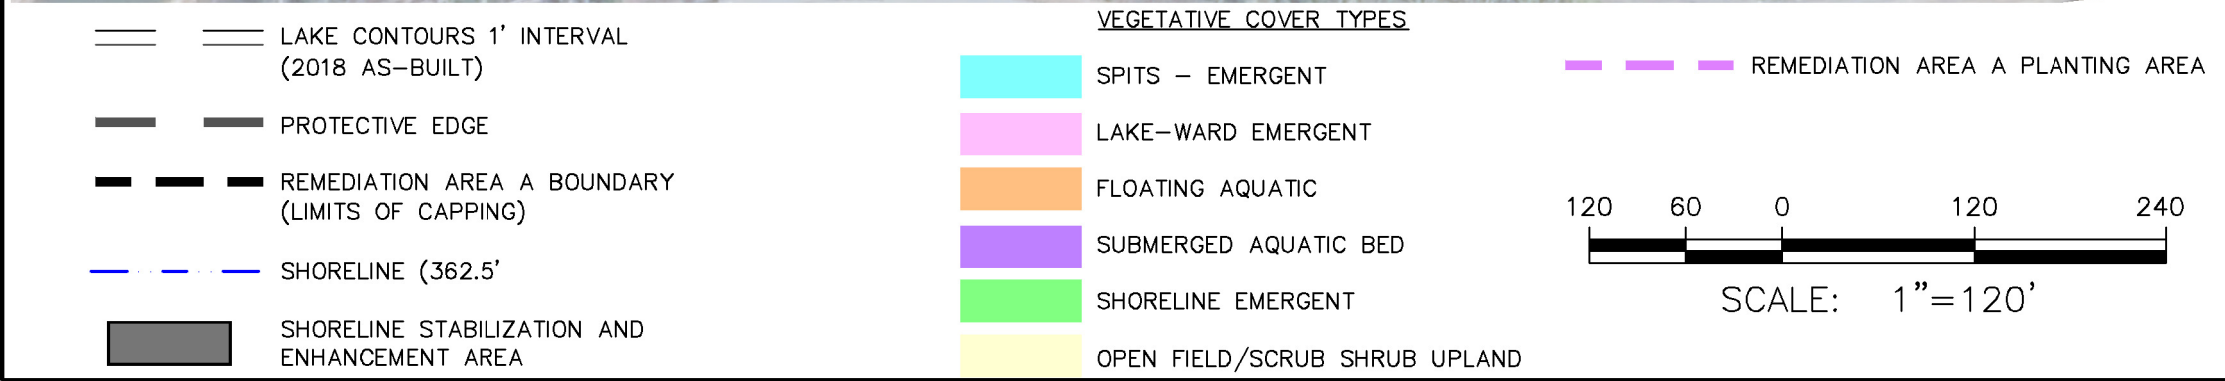 LAKE CONTOURS 1' INTERVAL
(2018 AS-BUILT)
PROTECTIVE EDGE
REMEDIATION AREA A BOUNDARY
(LIMITS OF CAPPING)
SHORELINE (362.5'
SHORELINE STABILIZATION AND
ENHANCEMENT AREA
VEGETATIVE COVER TYPES
SPITS - EMERGENT
LAKE-WARD EMERGENT
FLOATING AQUATIC
SUBMERGED AQUATIC BED
SHORELINE EMERGENT
OPEN FIELD/SCRUB SHRUB UPLAND
REMEDIATION AREA A PLANTING AREA
120 60 0 120 240
SCALE: 1"=120'